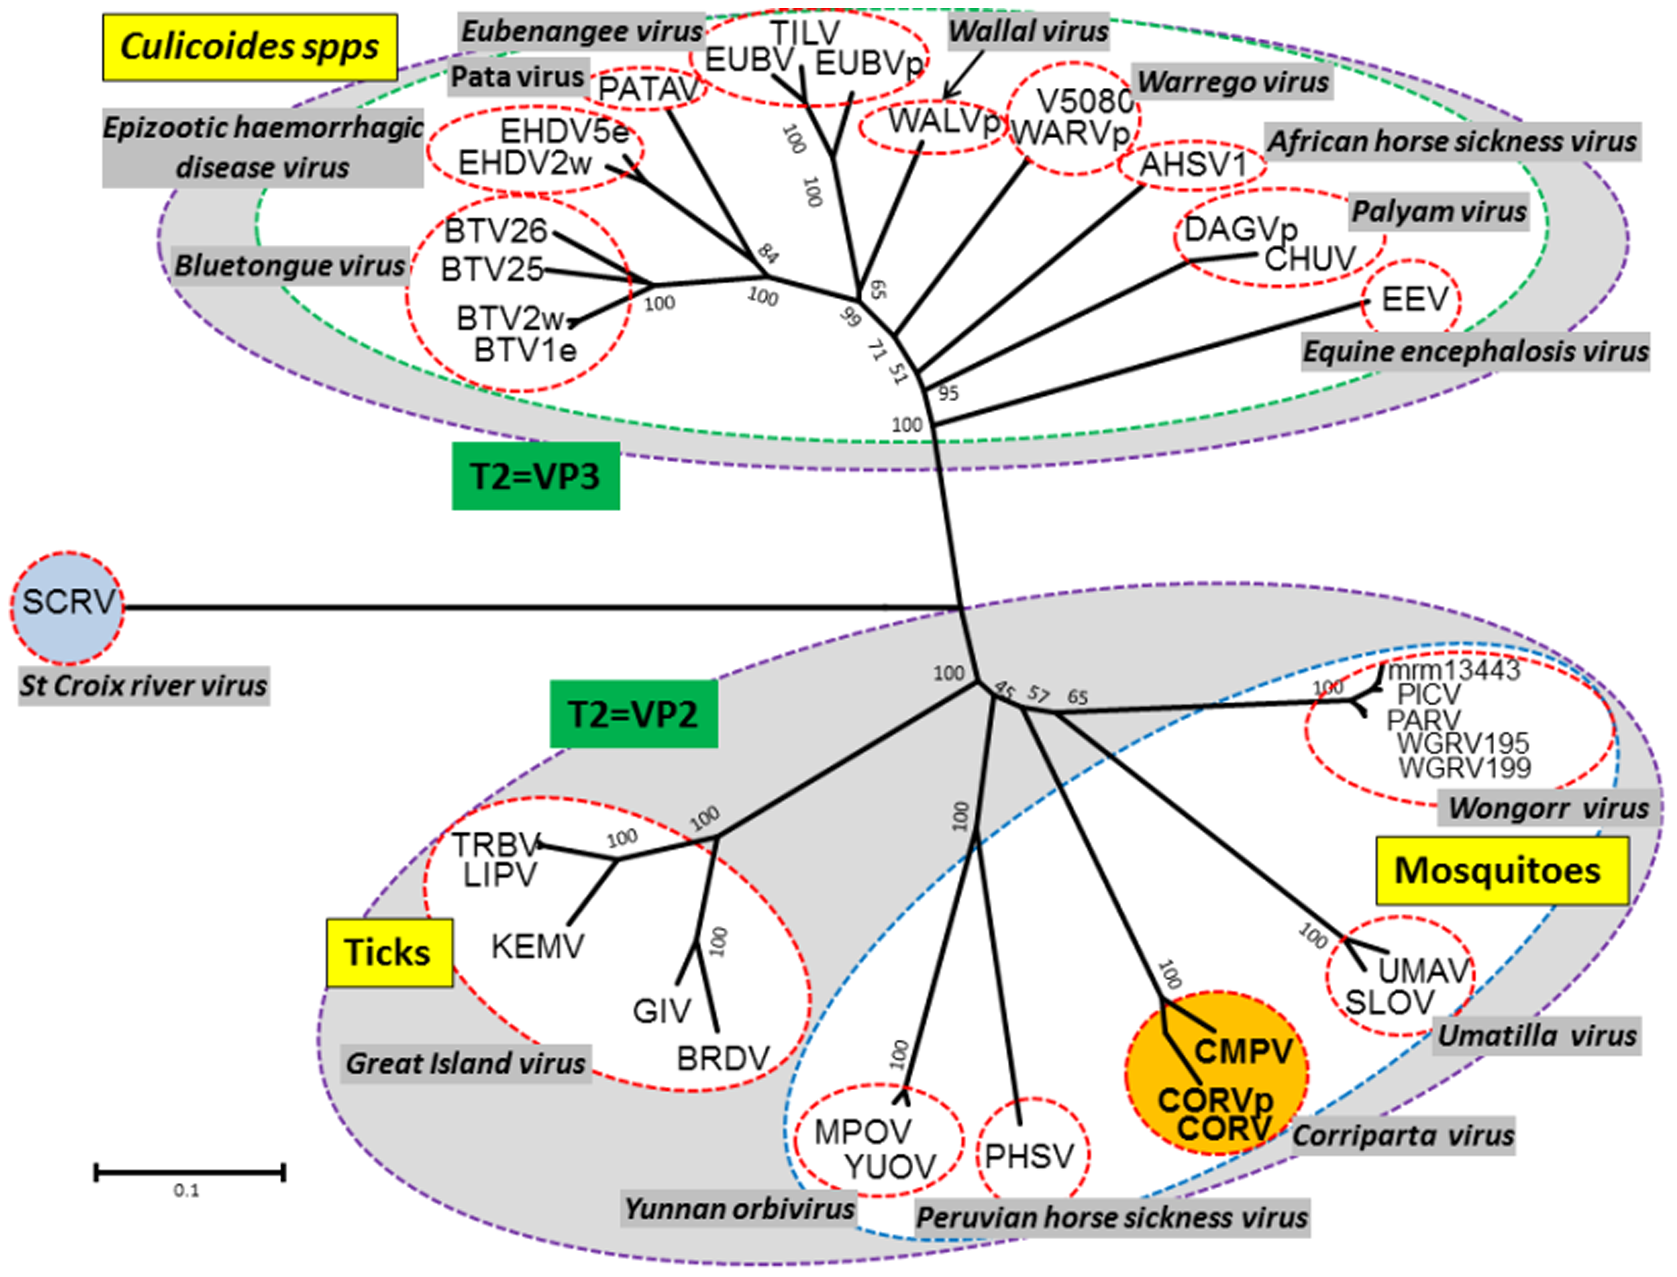 Culicoides spps
Eubenangee virus
TILV
EUBV EUBVp
Wallal virus
Pata virus
PATAV
WALVp
V5080
WARVp
Warrego virus
Epizootic haemorrhagic
disease virus
EHDV5e
EHDV2w
African horse sickness virus
AHSV1
Palyam virus
DAGVp
CHUV
Bluetongue virus
BTV26
BTV25
BTV2w
BTV1e
EEV
Equine encephalosis virus
100
100
84
100
100
65
99
71
51
95
100
T2=VP3
SCRV
St Croix river virus
T2=VP2
100
45
57
65
100
mrm13443
PICV
PARV
WGRV195
WGRV199
Wongorr virus
Mosquitoes
TRBV
LIPV
100
100
KEMV
100
GIV
BRDV
Ticks
Great Island virus
100
100
MPOV
YUOV
Yunnan orbivirus
PHSV
Peruvian horse sickness virus
100
CMPV
CORVp
CORV
Corriparta virus
100
UMAV
SLOV
Umatilla virus
0.1